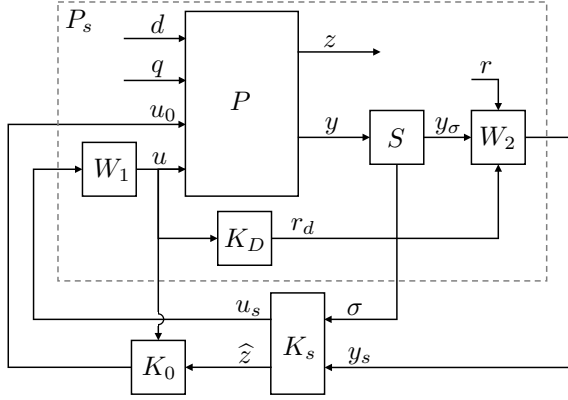 P_s
d
z
q
r
P
u_0
y
S
y_σ
W_2
W_1
u
K_D
r_d
u_s
σ
K_s
K_0
ẑ
y_s